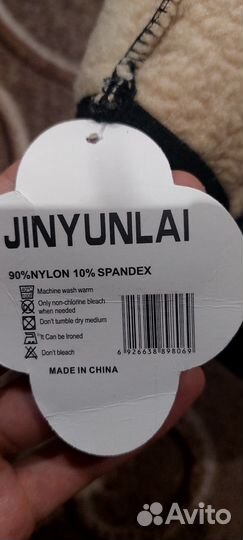 JINYUNLAI
90%NYLON 10% SPANDEX
Machine wash warm
Only non-chlorine bleach
when needed
Don't tumble dry medium
It Can be Ironed
Don't bleach
6 926638 898069
MADE IN CHINA
Avito